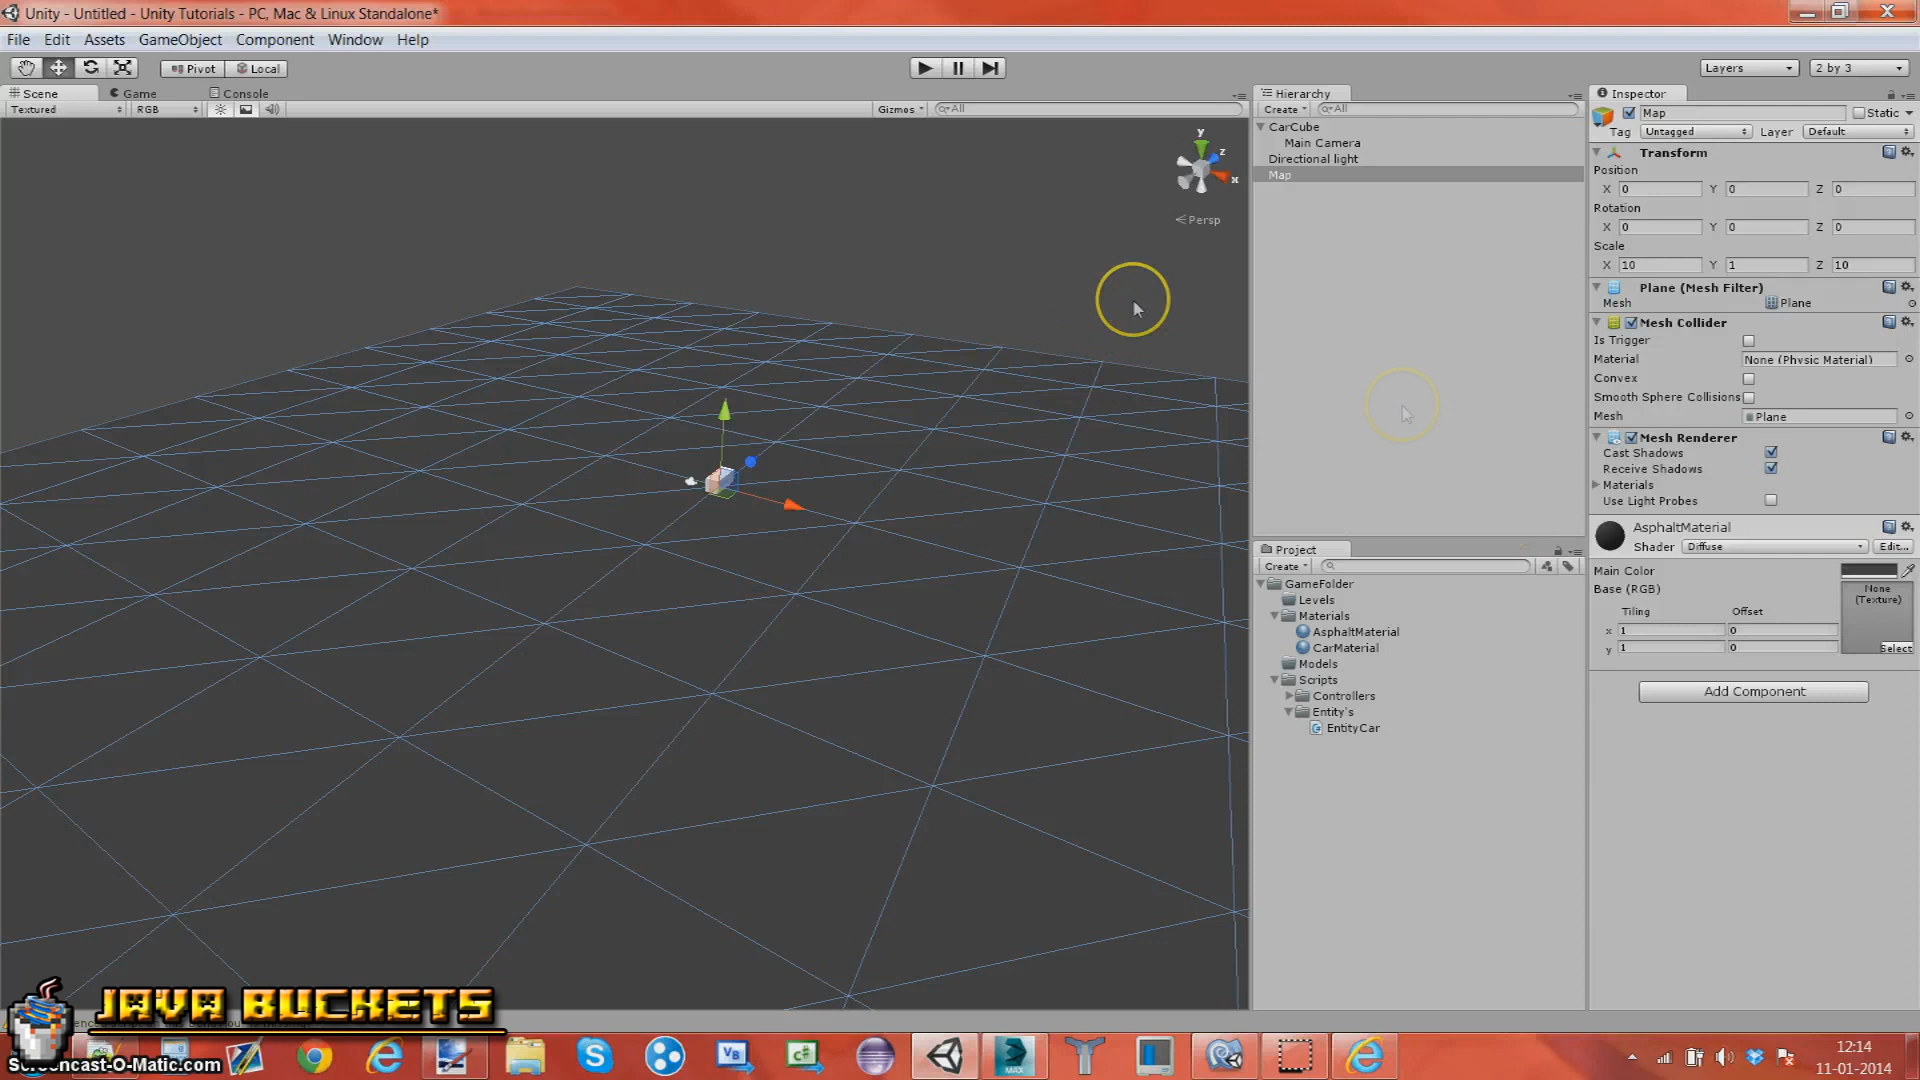 Unity - Untitled - Unity Tutorials - PC, Mac & Linux Standalone*
File Edit Assets GameObject Component Window Help
Pivot Local
Layers 2 by 3
Scene Game Console
Textured RGB Gizmos All
Persp
y z x
Hierarchy
Create All
CarCube
Main Camera
Directional light
Map
Project
Create
GameFolder
Levels
Materials
AsphaltMaterial
CarMaterial
Models
Scripts
Controllers
Entity's
EntityCar
Inspector
Map Static
Tag Untagged Layer Default
Transform
Position
X 0 Y 0 Z 0
Rotation
X 0 Y 0 Z 0
Scale
X 10 Y 1 Z 10
Plane (Mesh Filter)
Mesh Plane
Mesh Collider
Is Trigger
Material None (Physic Material)
Convex
Smooth Sphere Collisions
Mesh Plane
Mesh Renderer
Cast Shadows
Receive Shadows
Materials
Use Light Probes
AsphaltMaterial
Shader Diffuse Edit...
Main Color
Base (RGB)
None (Texture)
Tiling Offset
x 1 0
y 1 0
Select
Add Component
JAVA BUCKETS
Screencast-O-Matic.com
VB C# MAX
12:14
11-01-2014